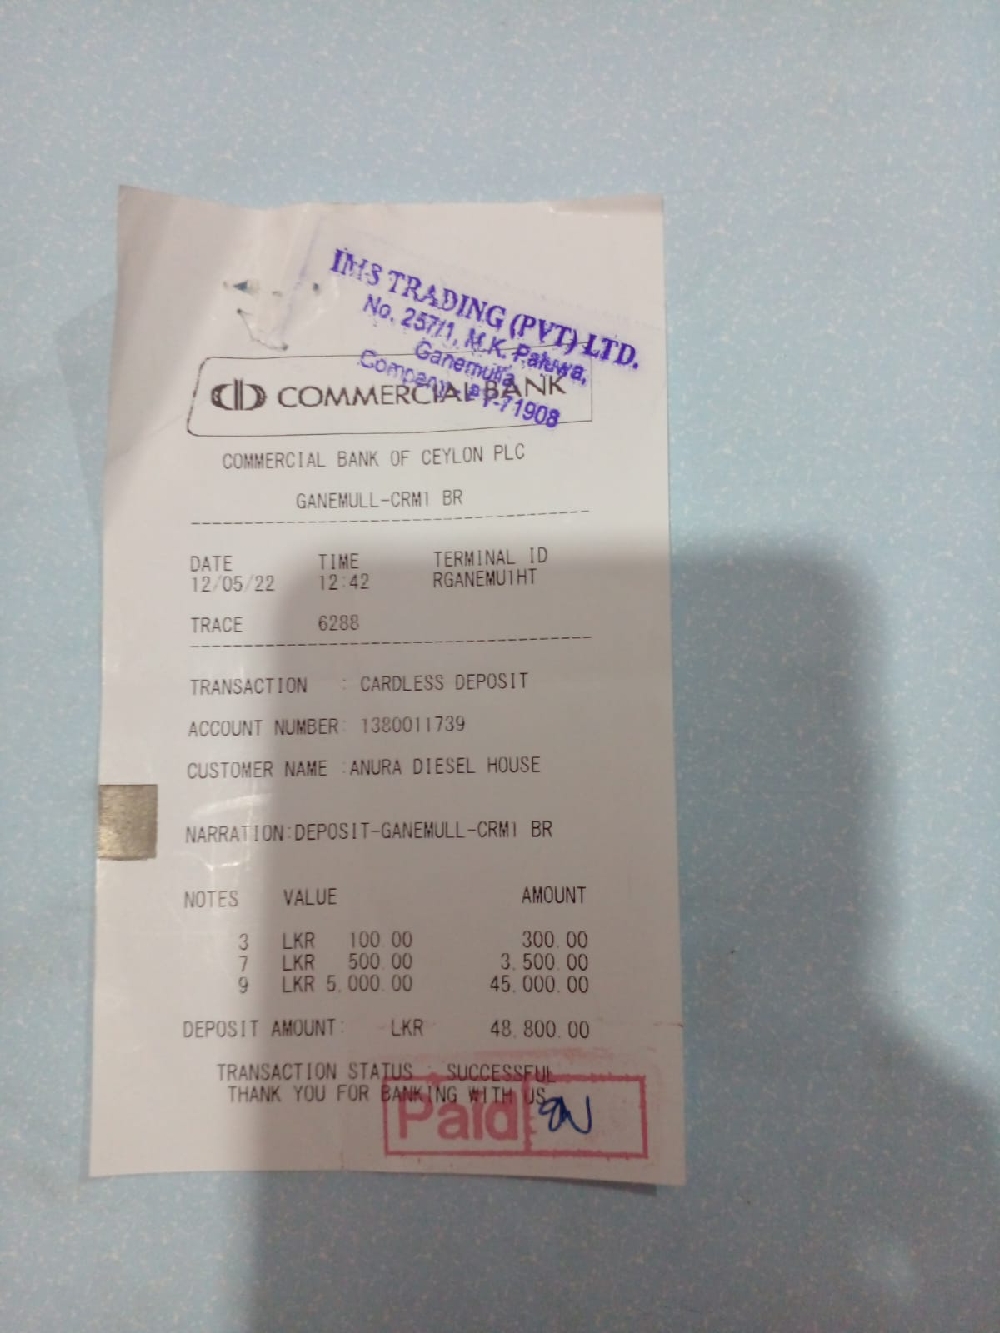 IMS TRADING (PVT) LTD.
No. 257/1, M.K. Paluwa,
Ganemulla
Company PV-71908
COMMERCIAL BANK
COMMERCIAL BANK OF CEYLON PLC
GANEMULL-CRM1 BR
DATE TIME TERMINAL ID
12/05/22 12:42 RGANEMU1HT
TRACE 6288
TRANSACTION : CARDLESS DEPOSIT
ACCOUNT NUMBER: 1380011739
CUSTOMER NAME :ANURA DIESEL HOUSE
NARRATION:DEPOSIT-GANEMULL-CRM1 BR
NOTES VALUE AMOUNT
3 LKR 100.00 300.00
7 LKR 500.00 3,500.00
9 LKR 5,000.00 45,000.00
DEPOSIT AMOUNT: LKR 48,800.00
TRANSACTION STATUS : SUCCESSFUL
THANK YOU FOR BANKING WITH US
Paid